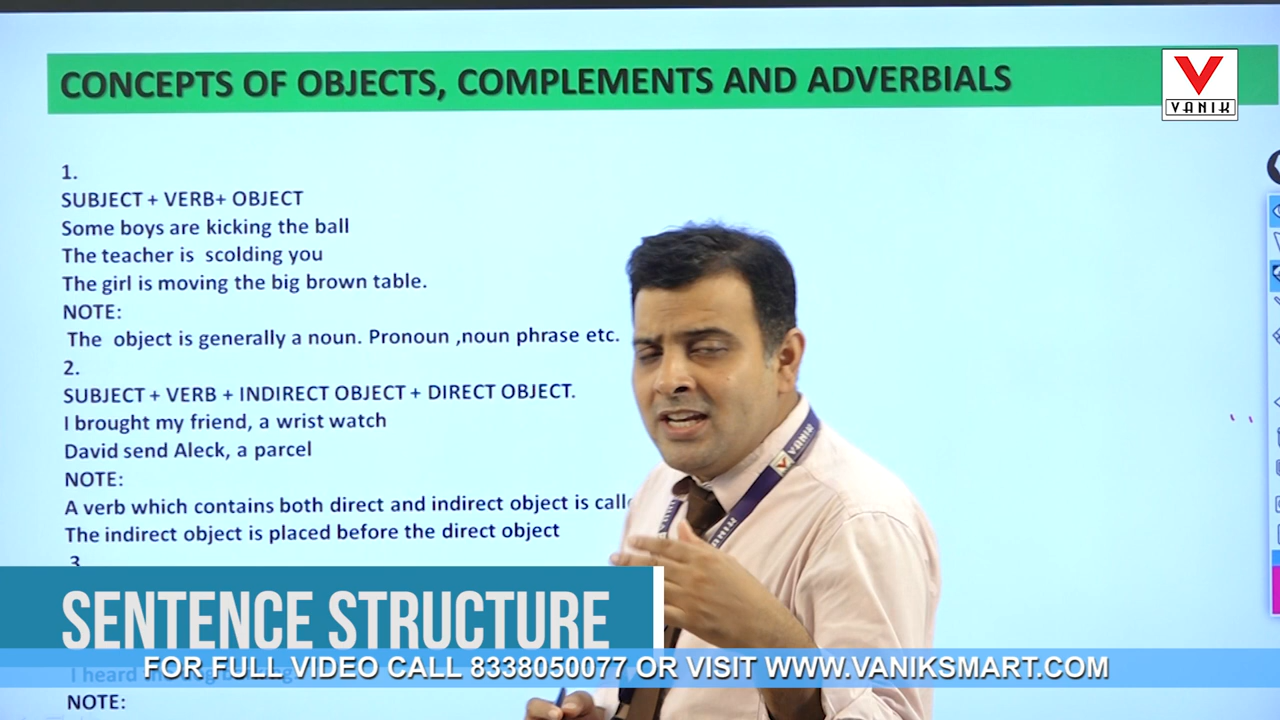 CONCEPTS OF OBJECTS, COMPLEMENTS AND ADVERBIALS
VANIK
1.
SUBJECT + VERB+ OBJECT
Some boys are kicking the ball
The teacher is scolding you
The girl is moving the big brown table.
NOTE:
The object is generally a noun. Pronoun ,noun phrase etc.
2.
SUBJECT + VERB + INDIRECT OBJECT + DIRECT OBJECT.
I brought my friend, a wrist watch
David send Aleck, a parcel
NOTE:
A verb which contains both direct and indirect object is
The indirect object is placed before the direct object
3
VANIK
VANIK
SENTENCE STRUCTURE
I heard
FOR FULL VIDEO CALL 8338050077 OR VISIT WWW.VANIKSMART.COM
NOTE: